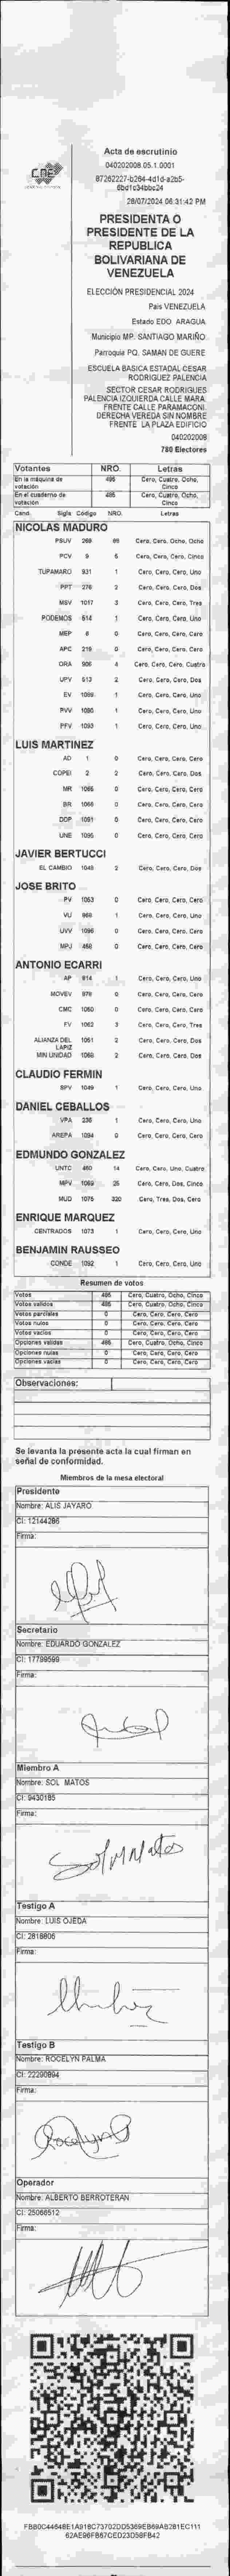 Acta de escrutinio
040202008.05.1.0001
87262227-b264-4d1d-a2b5-
6bd1c34bbc24
28/07/2024 06:31:42 PM
PRESIDENTA O
PRESIDENTE DE LA
REPÚBLICA
BOLIVARIANA DE
VENEZUELA
ELECCIÓN PRESIDENCIAL 2024
País VENEZUELA
Estado EDO. ARAGUA
Municipio MP. SANTIAGO MARIÑO
Parroquia PQ. SAMAN DE GUERE
ESCUELA BASICA ESTADAL CESAR
RODRIGUEZ PALENCIA
SECTOR CESAR RODRIGUES
PALENCIA IZQUIERDA CALLE MARA.
FRENTE CALLE PARAMACONI.
DERECHA VEREDA SIN NOMBRE
FRENTE LA PLAZA EDIFICIO
040202008
780 Electores
Votantes NRO. Letras
En la máquina de votación 485 Cero, Cuatro, Ocho, Cinco
En el cuaderno de votación 485 Cero, Cuatro, Ocho, Cinco
Cand. Sigla Código NRO. Letras
NICOLAS MADURO
PSUV 269 88 Cero, Cero, Ocho, Ocho
PCV 9 5 Cero, Cero, Cero, Cinco
TUPAMARO 931 1 Cero, Cero, Cero, Uno
PPT 276 2 Cero, Cero, Cero, Dos
MSV 1017 3 Cero, Cero, Cero, Tres
PODEMOS 514 1 Cero, Cero, Cero, Uno
MEP 6 0 Cero, Cero, Cero, Cero
APC 219 0 Cero, Cero, Cero, Cero
ORA 906 4 Cero, Cero, Cero, Cuatro
UPV 513 2 Cero, Cero, Cero, Dos
EV 1089 1 Cero, Cero, Cero, Uno
PVV 1090 1 Cero, Cero, Cero, Uno
PFV 1093 1 Cero, Cero, Cero, Uno
LUIS MARTINEZ
AD 1 0 Cero, Cero, Cero, Cero
COPEI 2 2 Cero, Cero, Cero, Dos
MR 1065 0 Cero, Cero, Cero, Cero
BR 1066 0 Cero, Cero, Cero, Cero
DDP 1091 0 Cero, Cero, Cero, Cero
UNE 1095 0 Cero, Cero, Cero, Cero
JAVIER BERTUCCI
EL CAMBIO 1048 2 Cero, Cero, Cero, Dos
JOSE BRITO
PV 1053 0 Cero, Cero, Cero, Cero
VU 968 1 Cero, Cero, Cero, Uno
UVV 1096 0 Cero, Cero, Cero, Cero
MPJ 458 0 Cero, Cero, Cero, Cero
ANTONIO ECARRI
AP 914 1 Cero, Cero, Cero, Uno
MOVEV 979 0 Cero, Cero, Cero, Cero
CMC 1060 0 Cero, Cero, Cero, Cero
FV 1062 3 Cero, Cero, Cero, Tres
ALIANZA DEL LAPIZ 1051 2 Cero, Cero, Cero, Dos
MIN UNIDAD 1068 2 Cero, Cero, Cero, Dos
CLAUDIO FERMIN
SPV 1049 1 Cero, Cero, Cero, Uno
DANIEL CEBALLOS
VPA 236 1 Cero, Cero, Cero, Uno
AREPA 1094 0 Cero, Cero, Cero, Cero
EDMUNDO GONZALEZ
UNTC 460 14 Cero, Cero, Uno, Cuatro
MPV 1069 25 Cero, Cero, Dos, Cinco
MUD 1075 320 Cero, Tres, Dos, Cero
ENRIQUE MARQUEZ
CENTRADOS 1073 1 Cero, Cero, Cero, Uno
BENJAMIN RAUSSEO
CONDE 1092 1 Cero, Cero, Cero, Uno
Resumen de votos
Votos 485 Cero, Cuatro, Ocho, Cinco
Votos válidos 485 Cero, Cuatro, Ocho, Cinco
Votos parciales 0 Cero, Cero, Cero, Cero
Votos nulos 0 Cero, Cero, Cero, Cero
Votos vacíos 0 Cero, Cero, Cero, Cero
Opciones válidas 485 Cero, Cuatro, Ocho, Cinco
Opciones nulas 0 Cero, Cero, Cero, Cero
Opciones vacías 0 Cero, Cero, Cero, Cero
Observaciones:
Se levanta la presente acta la cual firman en
señal de conformidad.
Miembros de la mesa electoral
Presidente
Nombre: ALIS JAYARO
CI: 12144286
Firma:
Secretario
Nombre: EDUARDO GONZALEZ
CI: 17799599
Firma:
Miembro A
Nombre: SOL MATOS
CI: 9430185
Firma:
Sol M Matos
Testigo A
Nombre: LUIS OJEDA
CI: 2818806
Firma:
Testigo B
Nombre: ROCELYN PALMA
CI: 22290894
Firma:
Operador
Nombre: ALBERTO BERROTERAN
CI: 25066512
Firma:
FB80C44648E1A918C73702DD5369EB69AB281EC111
62AE96FB87CED23D58FB42